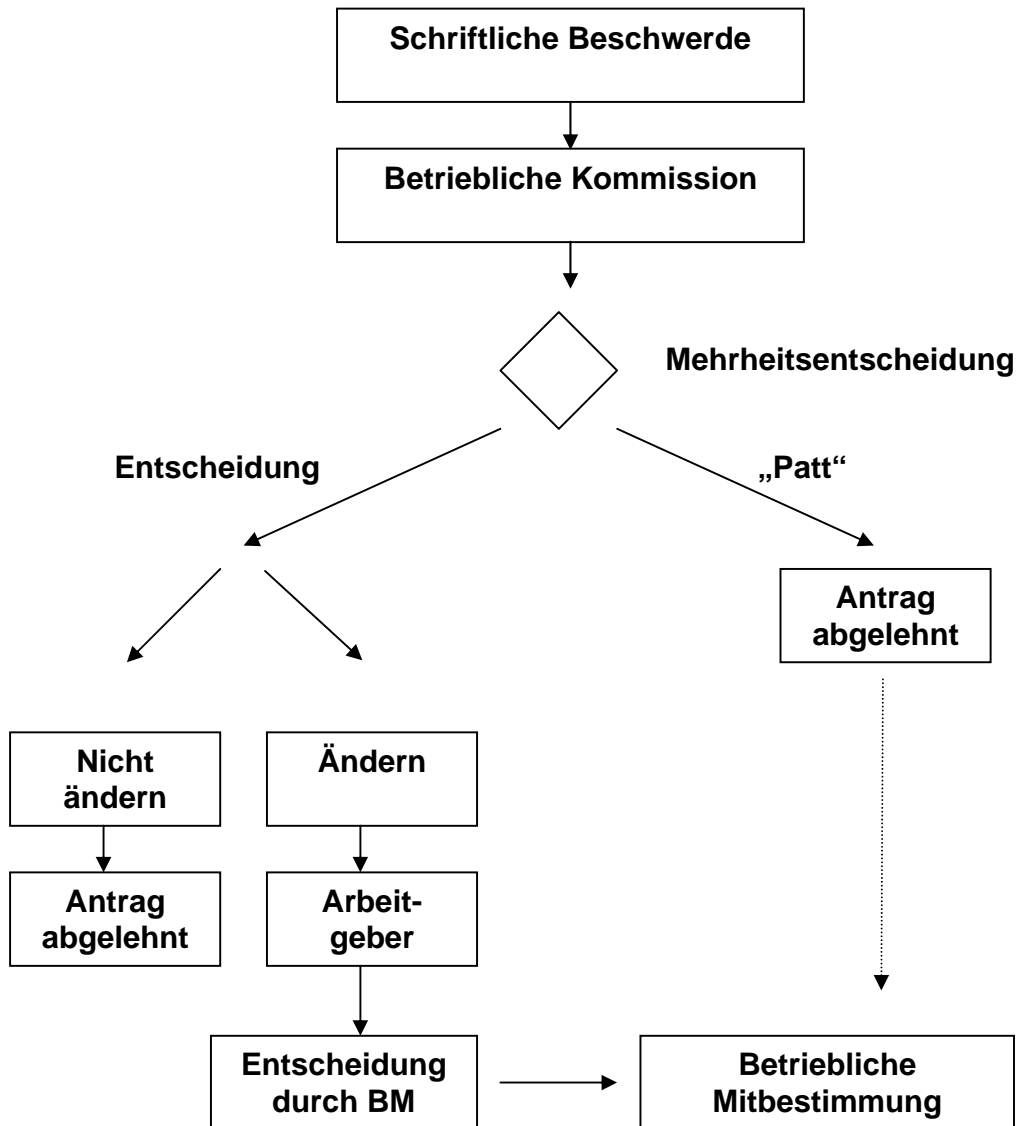 Schriftliche Beschwerde
Betriebliche Kommission
Mehrheitsentscheidung
Entscheidung
„Patt“
Antrag
abgelehnt
Nicht
ändern
Ändern
Antrag
abgelehnt
Arbeit-
geber
Entscheidung
durch BM
Betriebliche
Mitbestimmung